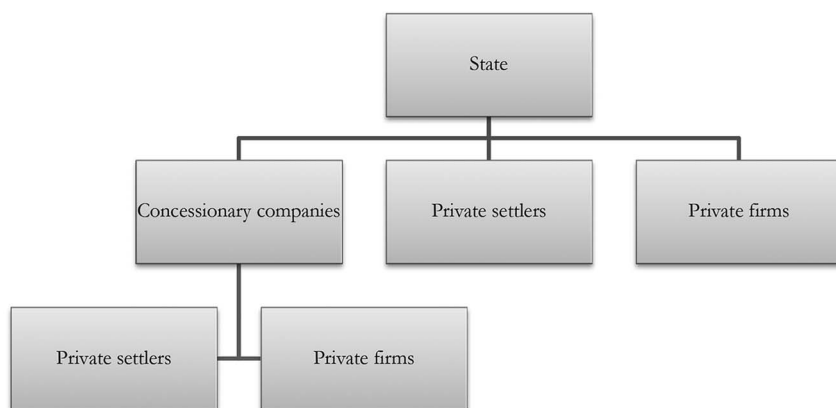 State
Concessionary companies
Private settlers
Private firms
Private settlers
Private firms